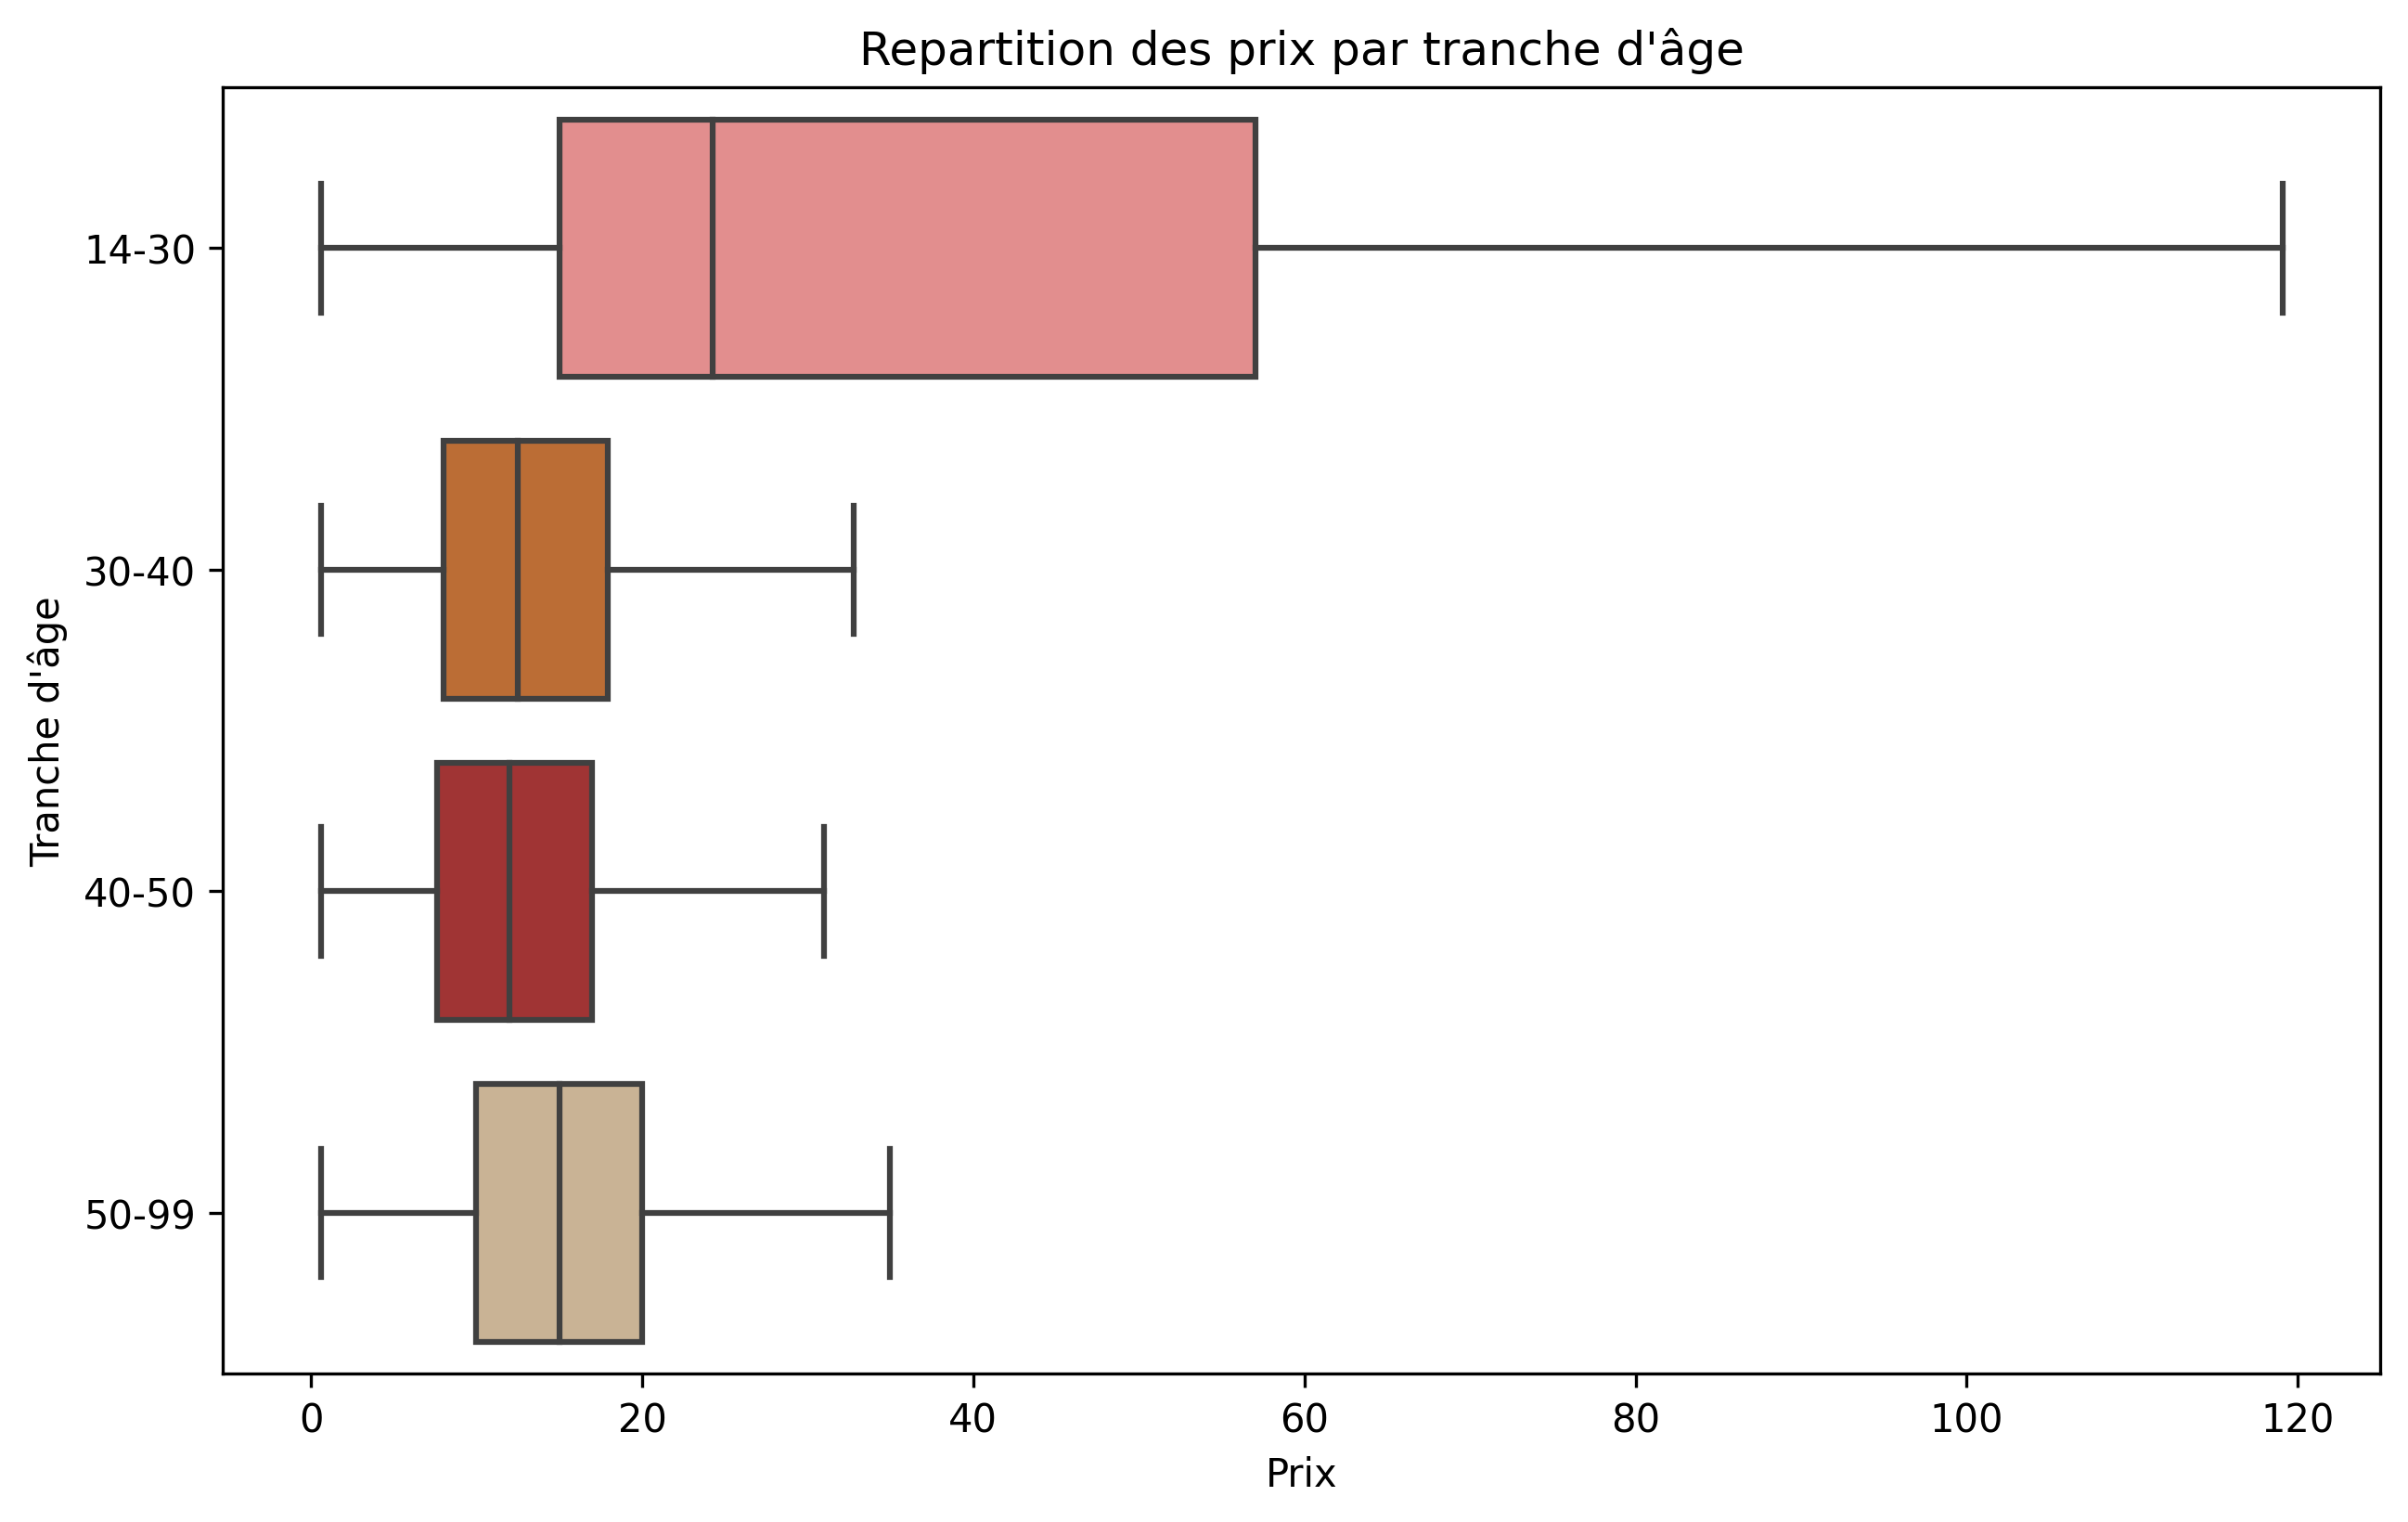 Repartition des prix par tranche d'âge
Tranche d'âge
14-30
30-40
40-50
50-99
0 20 40 60 80 100 120
Prix